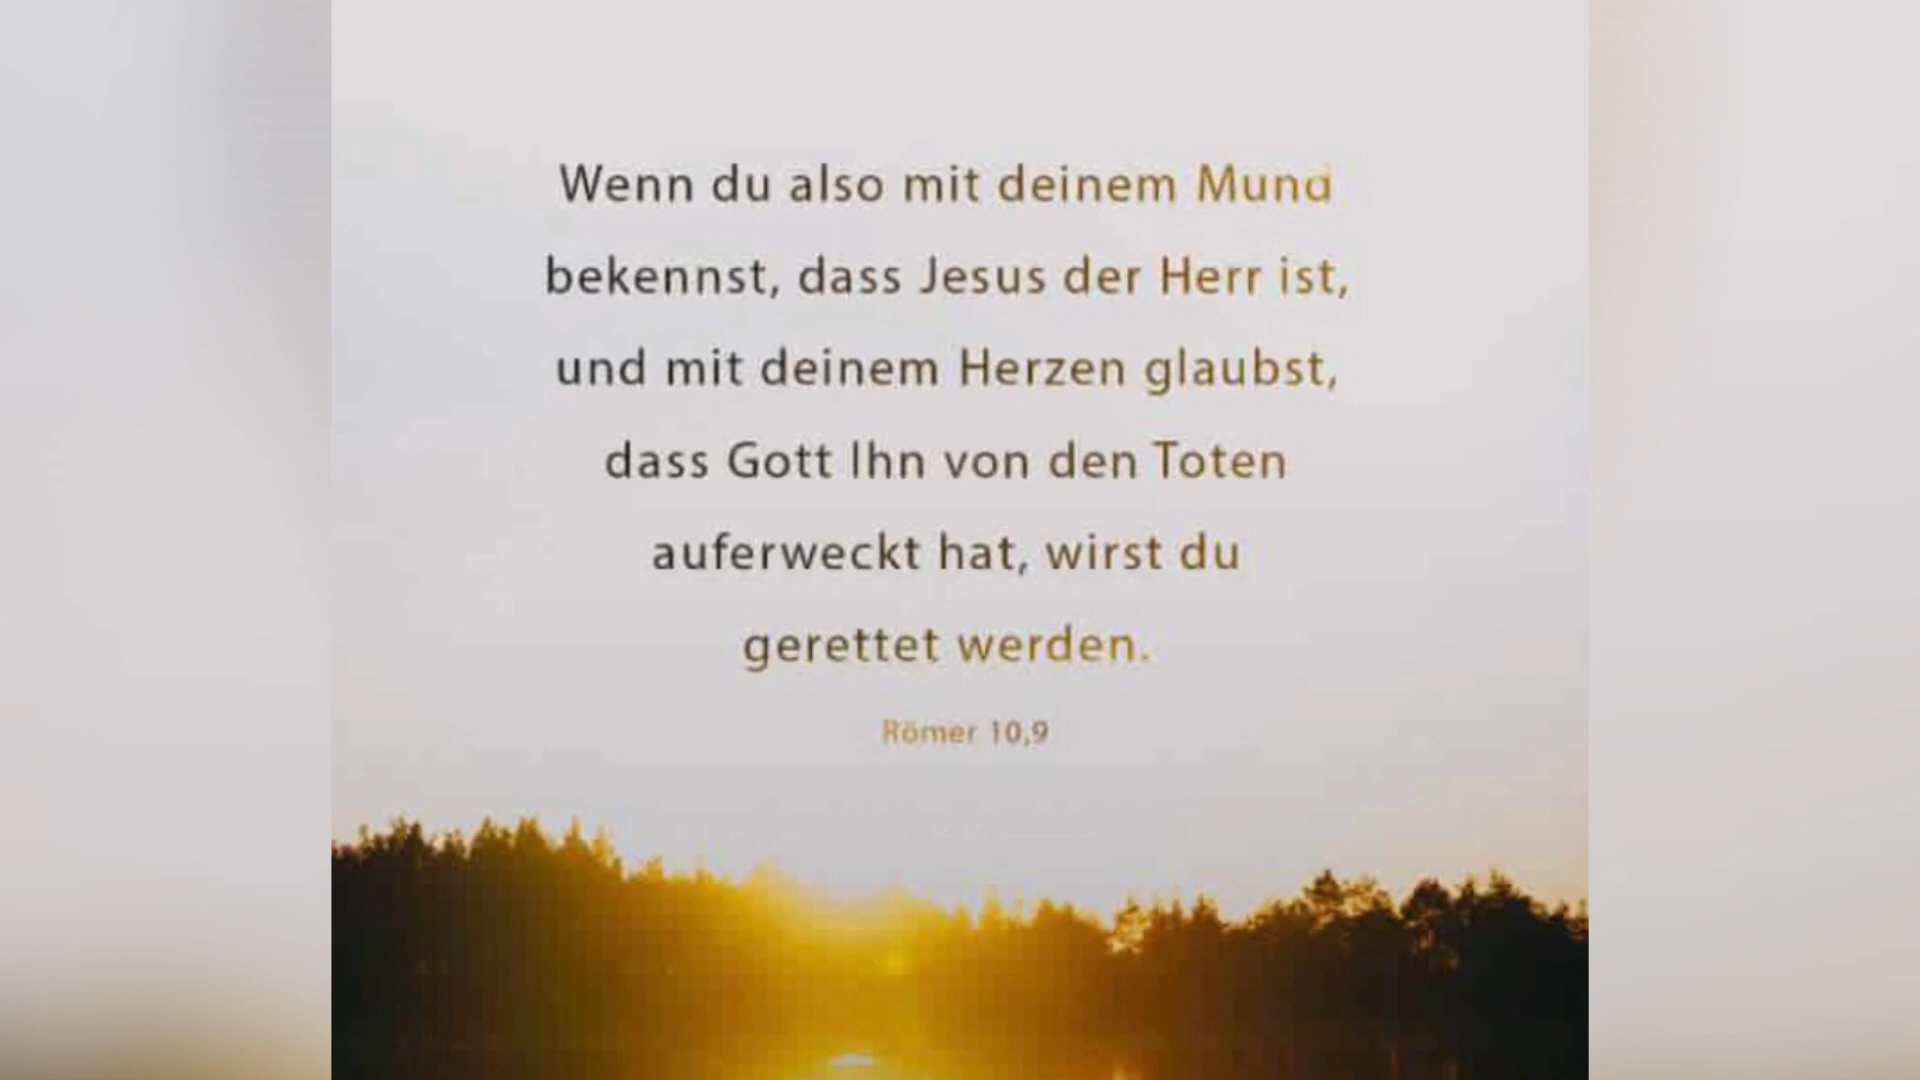 Wenn du also mit deinem Mund
bekennst, dass Jesus der Herr ist,
und mit deinem Herzen glaubst,
dass Gott Ihn von den Toten
auferweckt hat, wirst du
gerettet werden.
Römer 10,9